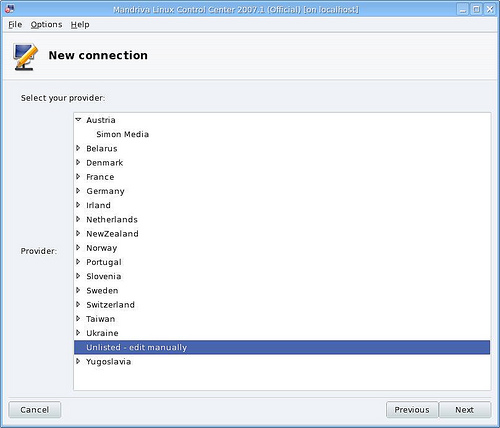 Mandriva Linux Control Center 2007.1 (Official) [on localhost]
File Options Help
New connection
Select your provider:
Provider:
Austria
Simon Media
Belarus
Denmark
France
Germany
Irland
Netherlands
NewZealand
Norway
Portugal
Slovenia
Sweden
Switzerland
Taiwan
Ukraine
Unlisted - edit manually
Yugoslavia
Cancel Previous Next